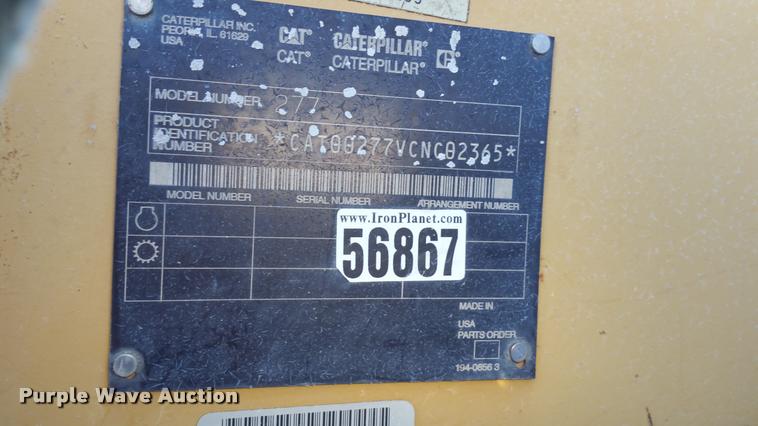 CATERPILLAR INC.
PEORIA, IL. 61629
USA
CAT® CATERPILLAR®
CAT® CATERPILLAR®
MODEL NUMBER 277
PRODUCT
IDENTIFICATION *CAT00277VCNC02365*
NUMBER
MODEL NUMBER SERIAL NUMBER ARRANGEMENT NUMBER
www.IronPlanet.com
56867
MADE IN
USA
PARTS ORDER
194-0656 3
Purple Wave Auction